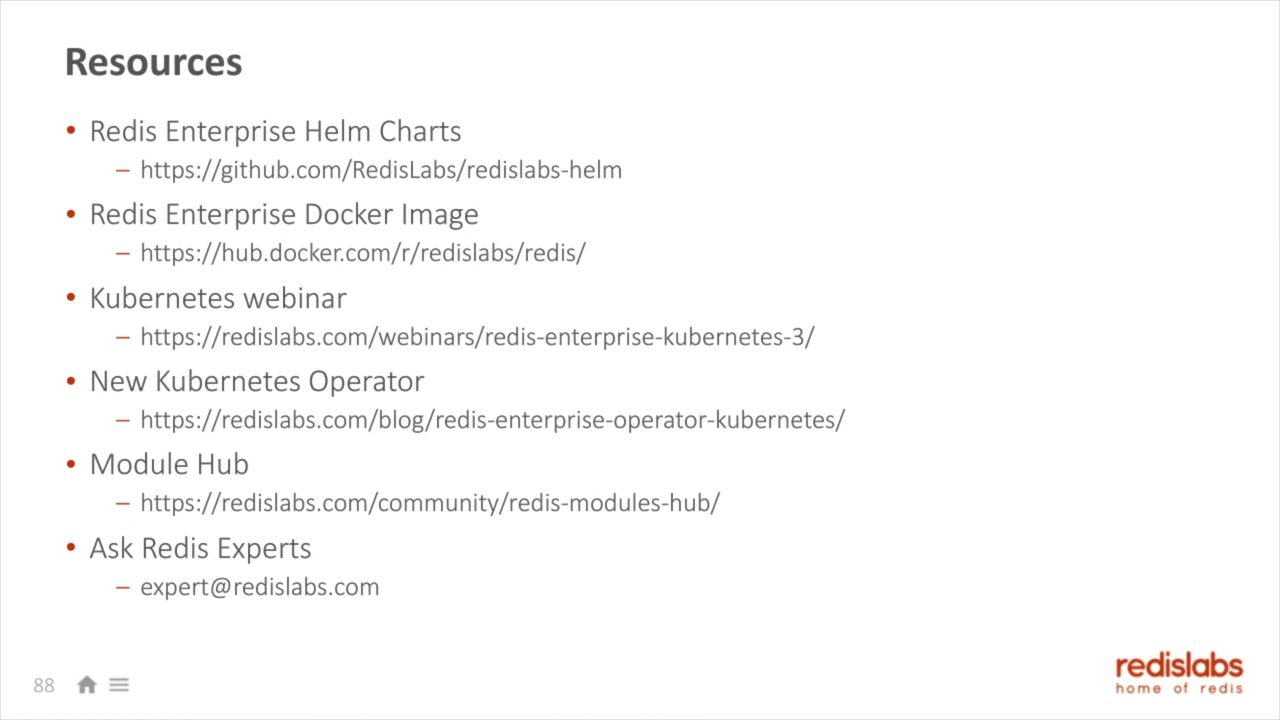 Resources
• Redis Enterprise Helm Charts
– https://github.com/RedisLabs/redislabs-helm
• Redis Enterprise Docker Image
– https://hub.docker.com/r/redislabs/redis/
• Kubernetes webinar
– https://redislabs.com/webinars/redis-enterprise-kubernetes-3/
• New Kubernetes Operator
– https://redislabs.com/blog/redis-enterprise-operator-kubernetes/
• Module Hub
– https://redislabs.com/community/redis-modules-hub/
• Ask Redis Experts
– expert@redislabs.com
88
redislabs
home of redis